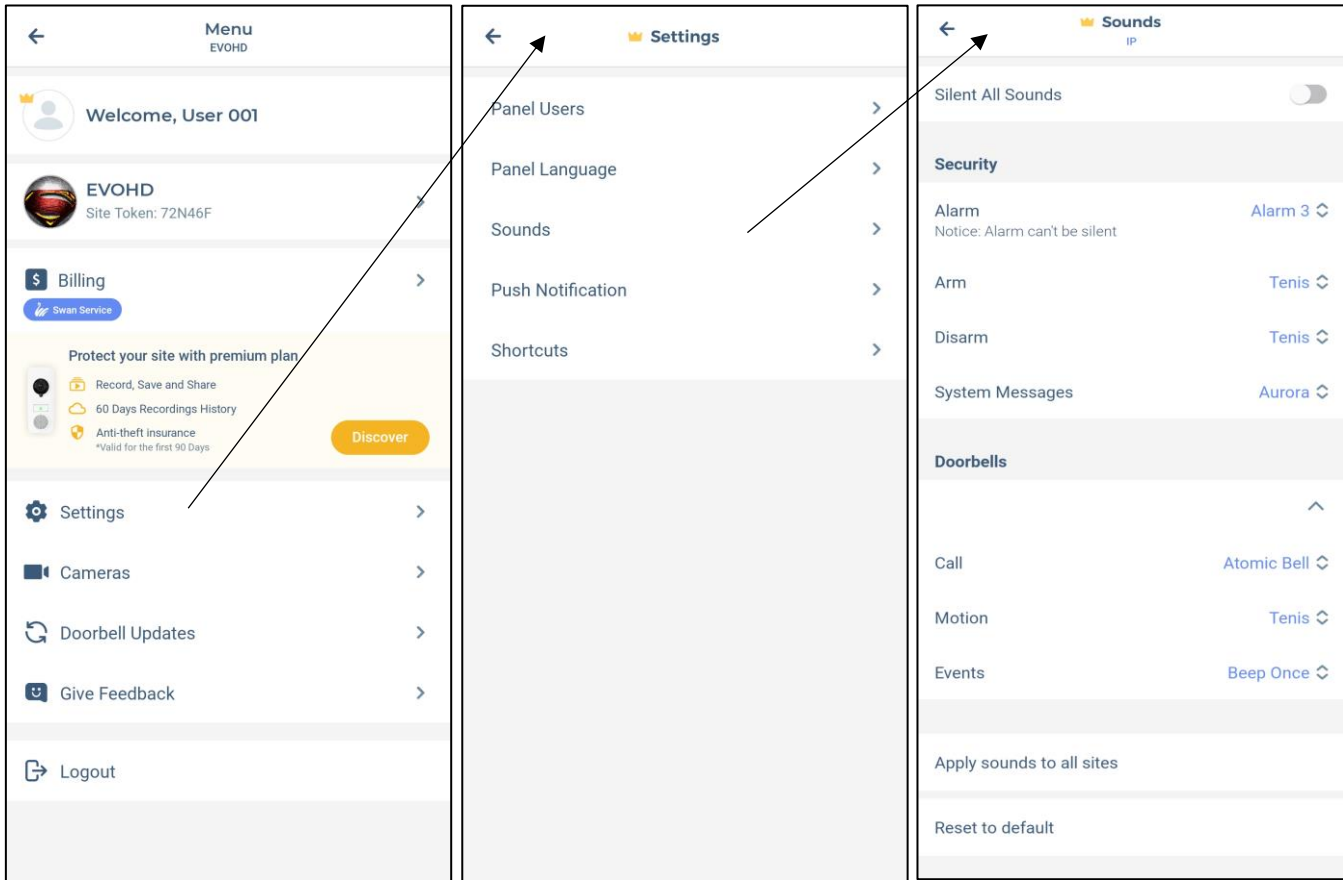 Menu
EVOHD
Welcome, User 001
EVOHD
Site Token: 72N46F
$ Billing
Swan Service
Protect your site with premium plan
Record, Save and Share
60 Days Recordings History
Anti-theft insurance
*Valid for the first 90 Days
Discover
Settings
Cameras
Doorbell Updates
Give Feedback
Logout
Settings
Panel Users
Panel Language
Sounds
Push Notification
Shortcuts
Sounds
IP
Silent All Sounds
Security
Alarm Alarm 3
Notice: Alarm can't be silent
Arm Tenis
Disarm Tenis
System Messages Aurora
Doorbells
Call Atomic Bell
Motion Tenis
Events Beep Once
Apply sounds to all sites
Reset to default